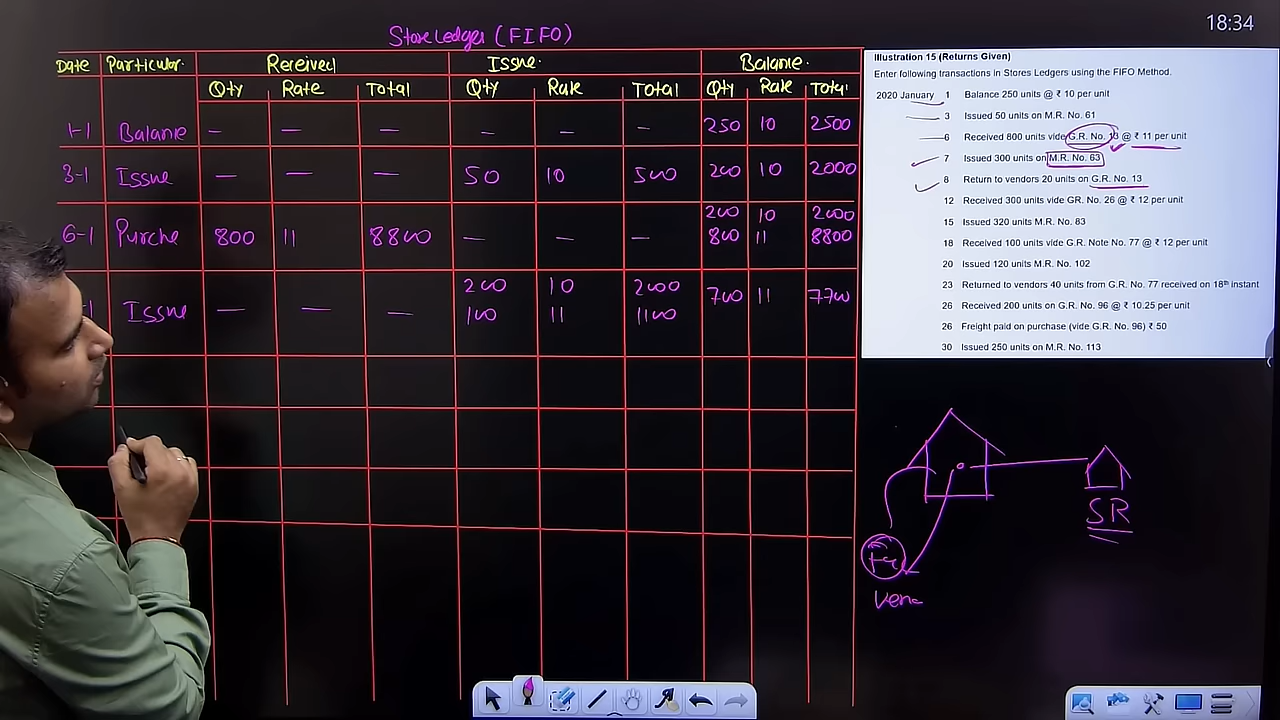 18:34
Store Ledger (FIFO)
Date Particular. Received Issue. Balance.
Qty Rate Total Qty Rate Total Qty Rate Total
1-1 Balance – — — — — — 250 10 2500
3-1 Issue — — — 50 10 500 200 10 2000
200 10 2000
6-1 Purche 800 11 8800 — — — 800 11 8800
200 10 2000
1 Issue — — — 700 11 7700
100 11 1100
Illustration 15 (Returns Given)
Enter following transactions in Stores Ledgers using the FIFO Method.
2020 January 1 Balance 250 units @ ₹ 10 per unit
3 Issued 50 units on M.R. No. 61
6 Received 800 units vide G.R. No. 13 @ ₹ 11 per unit
7 Issued 300 units on M.R. No. 63
8 Return to vendors 20 units on G.R. No. 13
12 Received 300 units vide GR. No. 26 @ ₹ 12 per unit
15 Issued 320 units M.R. No. 83
18 Received 100 units vide G.R. Note No. 77 @ ₹ 12 per unit
20 Issued 120 units M.R. No. 102
23 Returned to vendors 40 units from G.R. No. 77 received on 18th instant
26 Received 200 units on G.R. No. 96 @ ₹ 10.25 per unit
26 Freight paid on purchase (vide G.R. No. 96) ₹ 50
30 Issued 250 units on M.R. No. 113
SR
Ven